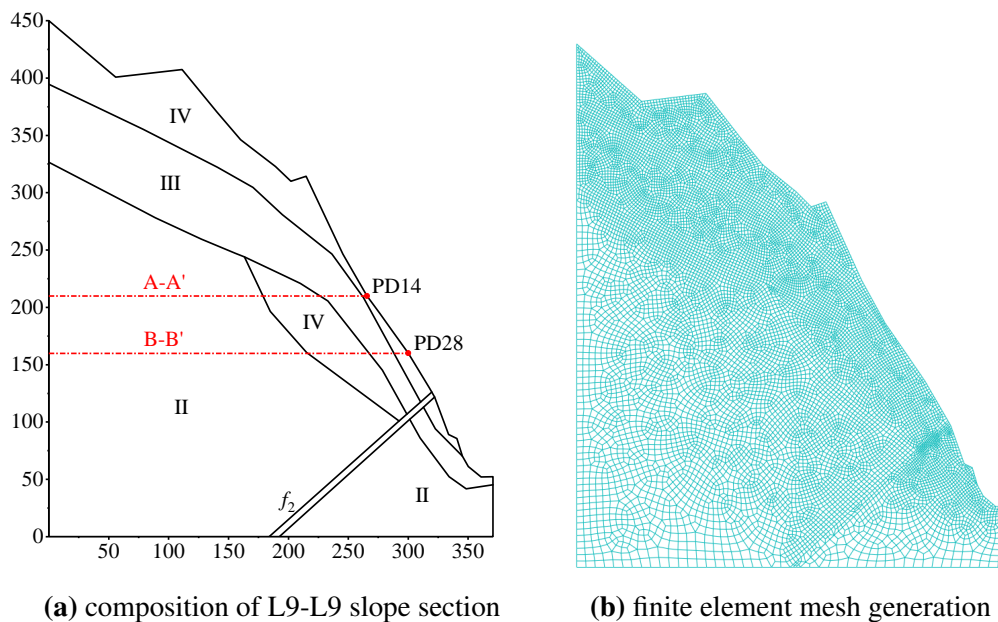 450
400
350
300
250
200
150
100
50
0
50
100
150
200
250
300
350
IV
III
A-A'
PD14
IV
B-B'
PD28
II
f2
II
(a) composition of L9-L9 slope section
(b) finite element mesh generation